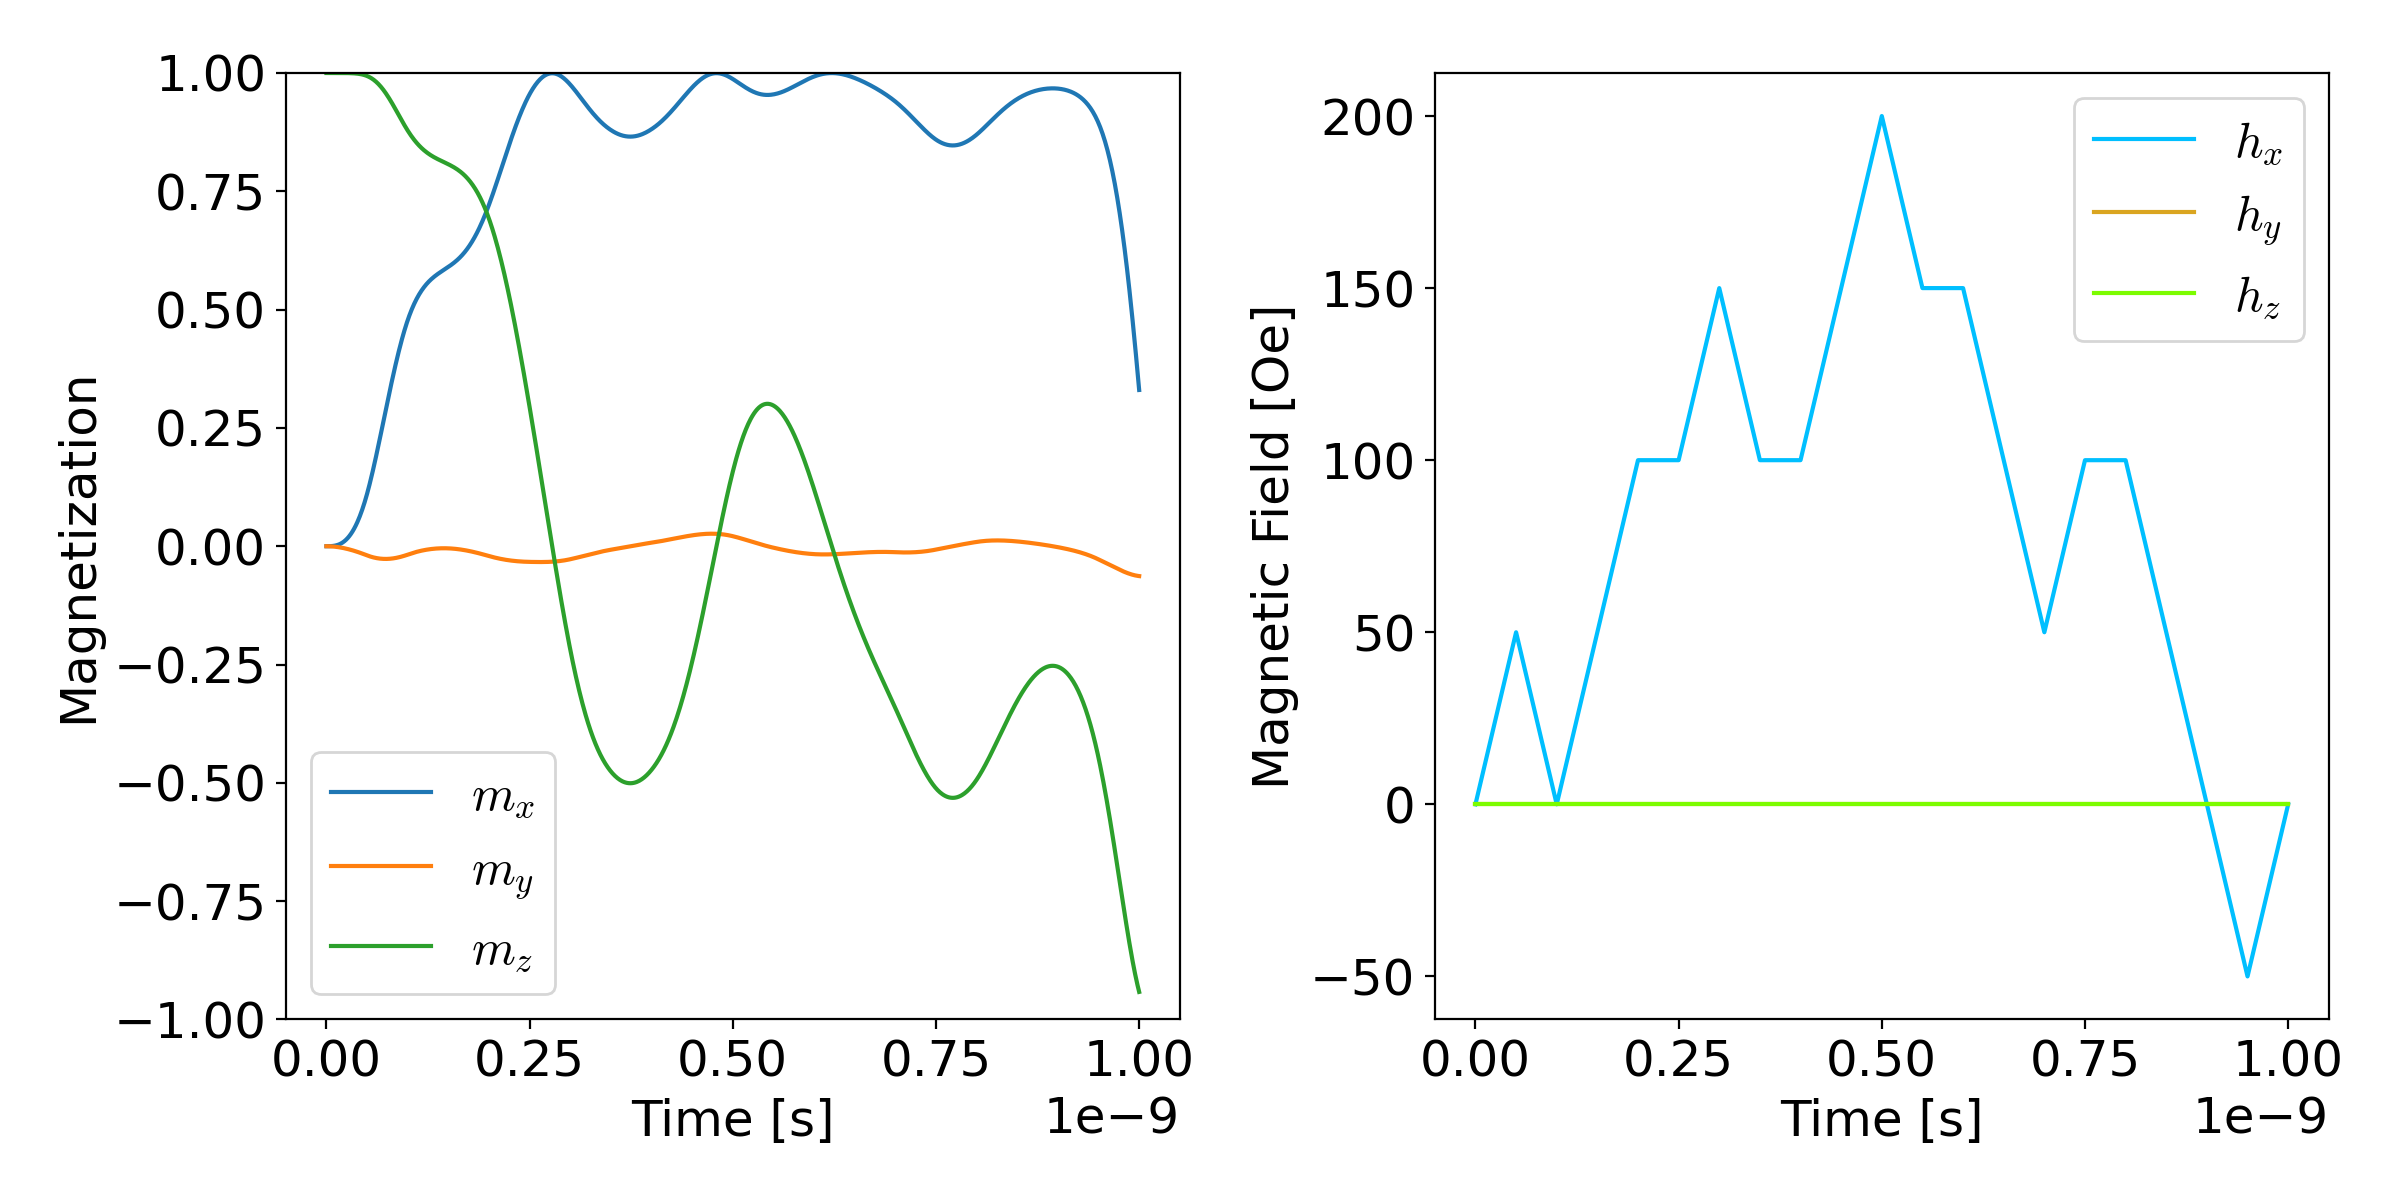 Magnetization
1.00
0.75
0.50
0.25
0.00
−0.25
−0.50
−0.75
−1.00
m_x
m_y
m_z
0.00 0.25 0.50 0.75 1.00
Time [s]
1e−9
Magnetic Field [Oe]
200
150
100
50
0
−50
h_x
h_y
h_z
0.00 0.25 0.50 0.75 1.00
Time [s]
1e−9